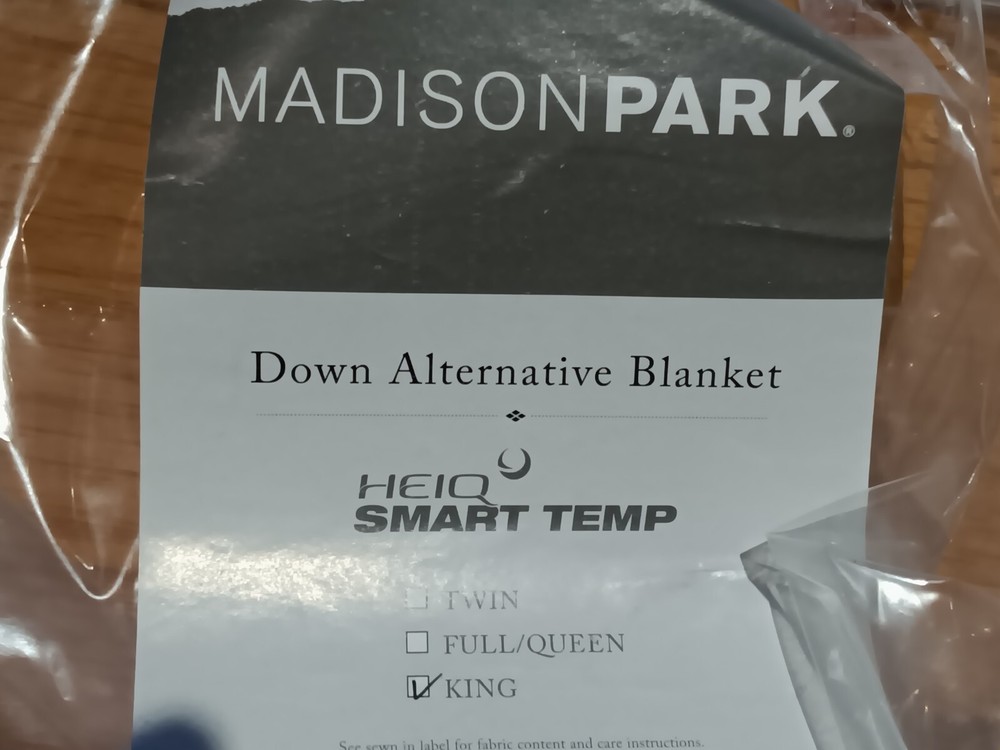 MADISONPARK®
Down Alternative Blanket
HEIQ
SMART TEMP
TWIN
FULL/QUEEN
KING
See sewn in label for fabric content and care instructions.